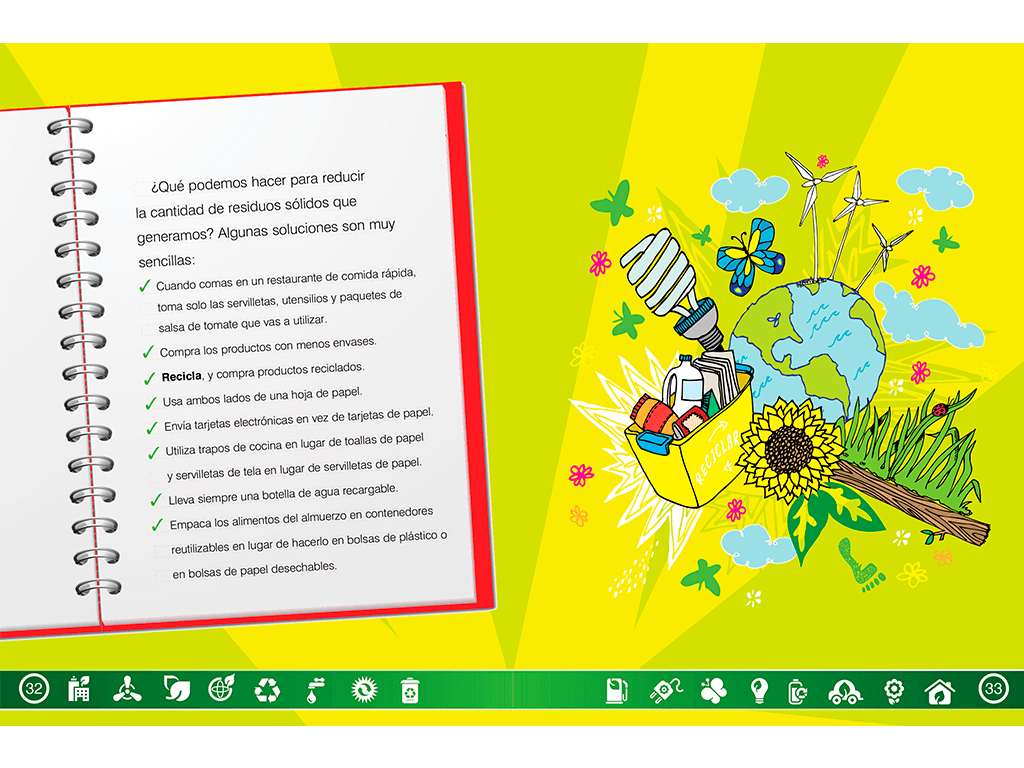 ¿Qué podemos hacer para reducir
la cantidad de residuos sólidos que
generamos? Algunas soluciones son muy
sencillas:
✓ Cuando comas en un restaurante de comida rápida,
toma solo las servilletas, utensilios y paquetes de
salsa de tomate que vas a utilizar.
✓ Compra los productos con menos envases.
✓ Recicla, y compra productos reciclados.
✓ Usa ambos lados de una hoja de papel.
✓ Envía tarjetas electrónicas en vez de tarjetas de papel.
✓ Utiliza trapos de cocina en lugar de toallas de papel
y servilletas de tela en lugar de servilletas de papel.
✓ Lleva siempre una botella de agua recargable.
✓ Empaca los alimentos del almuerzo en contenedores
reutilizables en lugar de hacerlo en bolsas de plástico o
en bolsas de papel desechables.
RECICLAR
32
33